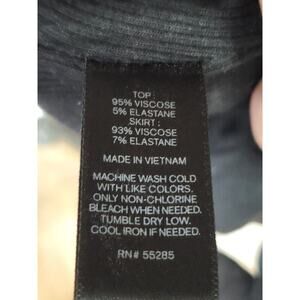 TOP:
95% VISCOSE
5% ELASTANE
SKIRT:
93% VISCOSE
7% ELASTANE
MADE IN VIETNAM
MACHINE WASH COLD
WITH LIKE COLORS.
ONLY NON-CHLORINE
BLEACH WHEN NEEDED.
TUMBLE DRY LOW.
COOL IRON IF NEEDED.
RN# 55285